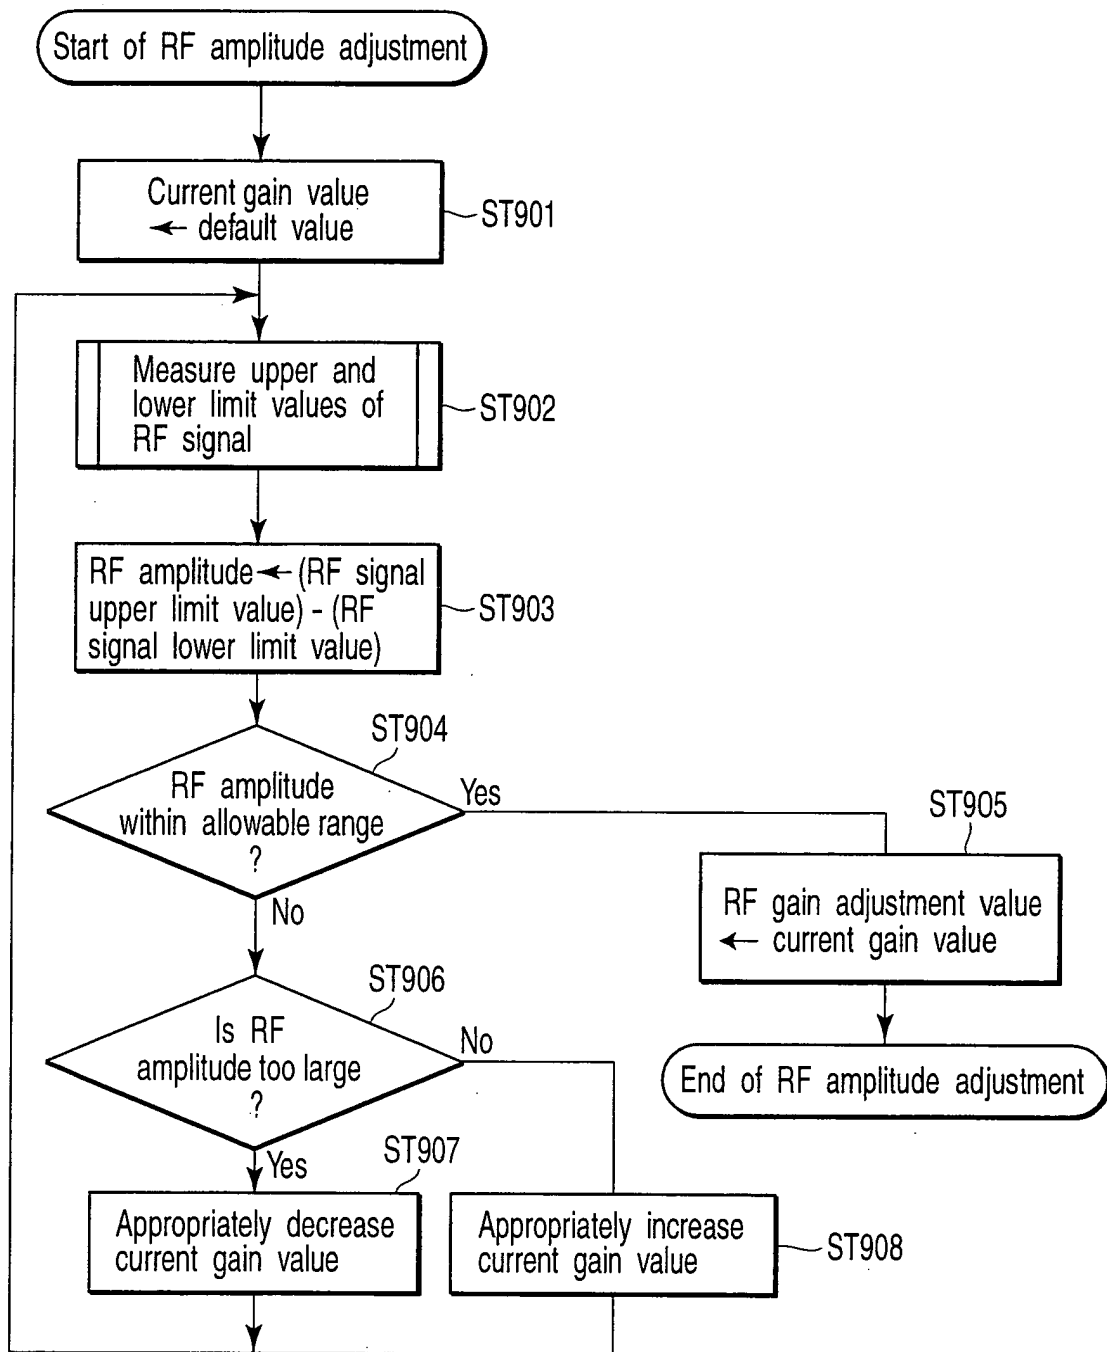 Start of RF amplitude adjustment
Current gain value
← default value
ST901
Measure upper and
lower limit values of
RF signal
ST902
RF amplitude ← (RF signal
upper limit value) - (RF
signal lower limit value)
ST903
ST904
RF amplitude
within allowable range
?
Yes
No
ST905
RF gain adjustment value
← current gain value
End of RF amplitude adjustment
ST906
Is RF
amplitude too large
?
No
Yes
ST907
Appropriately decrease
current gain value
Appropriately increase
current gain value
ST908